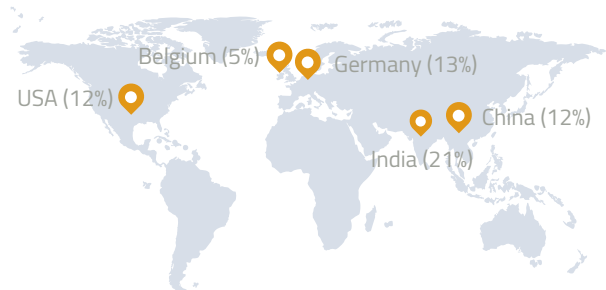 Belgium (5%)
Germany (13%)
USA (12%)
China (12%)
India (21%)